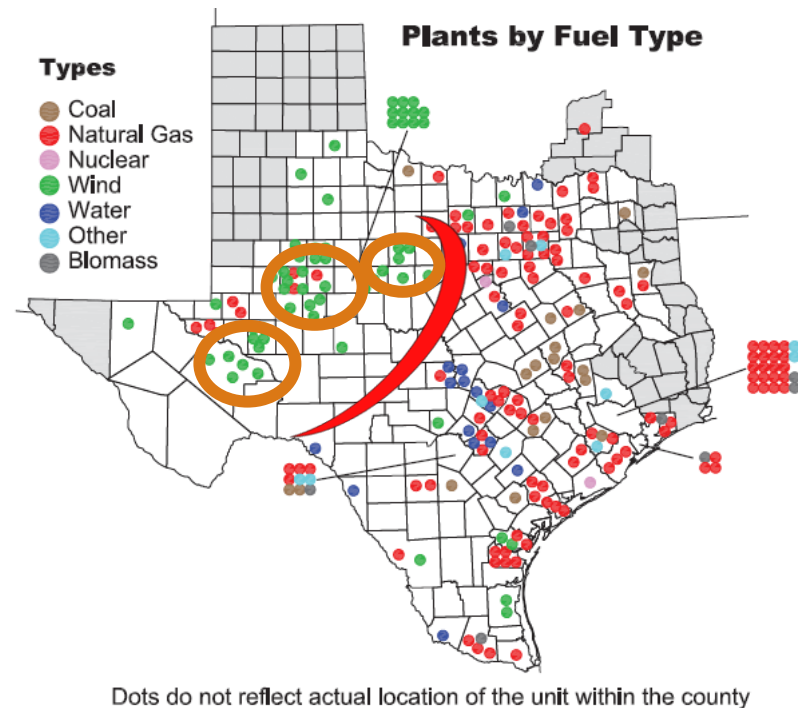 Plants by Fuel Type
Types
Coal
Natural Gas
Nuclear
Wind
Water
Other
Biomass
Dots do not reflect actual location of the unit within the county